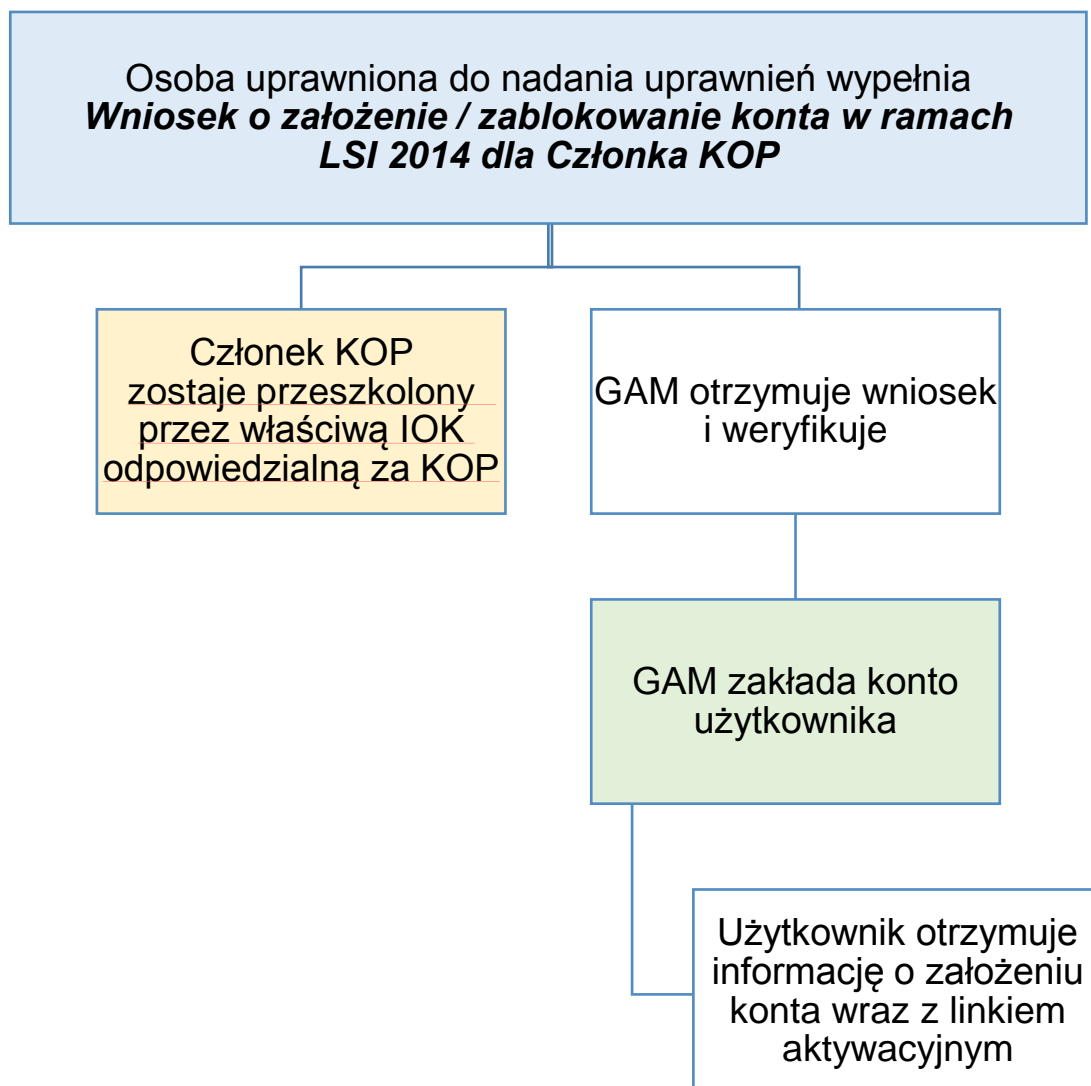 Osoba uprawniona do nadania uprawnień wypełnia
Wniosek o założenie / zablokowanie konta w ramach
LSI 2014 dla Członka KOP
Członek KOP
zostaje przeszkolony
przez właściwą IOK
odpowiedzialną za KOP
GAM otrzymuje wniosek
i weryfikuje
GAM zakłada konto
użytkownika
Użytkownik otrzymuje
informację o założeniu
konta wraz z linkiem
aktywacyjnym